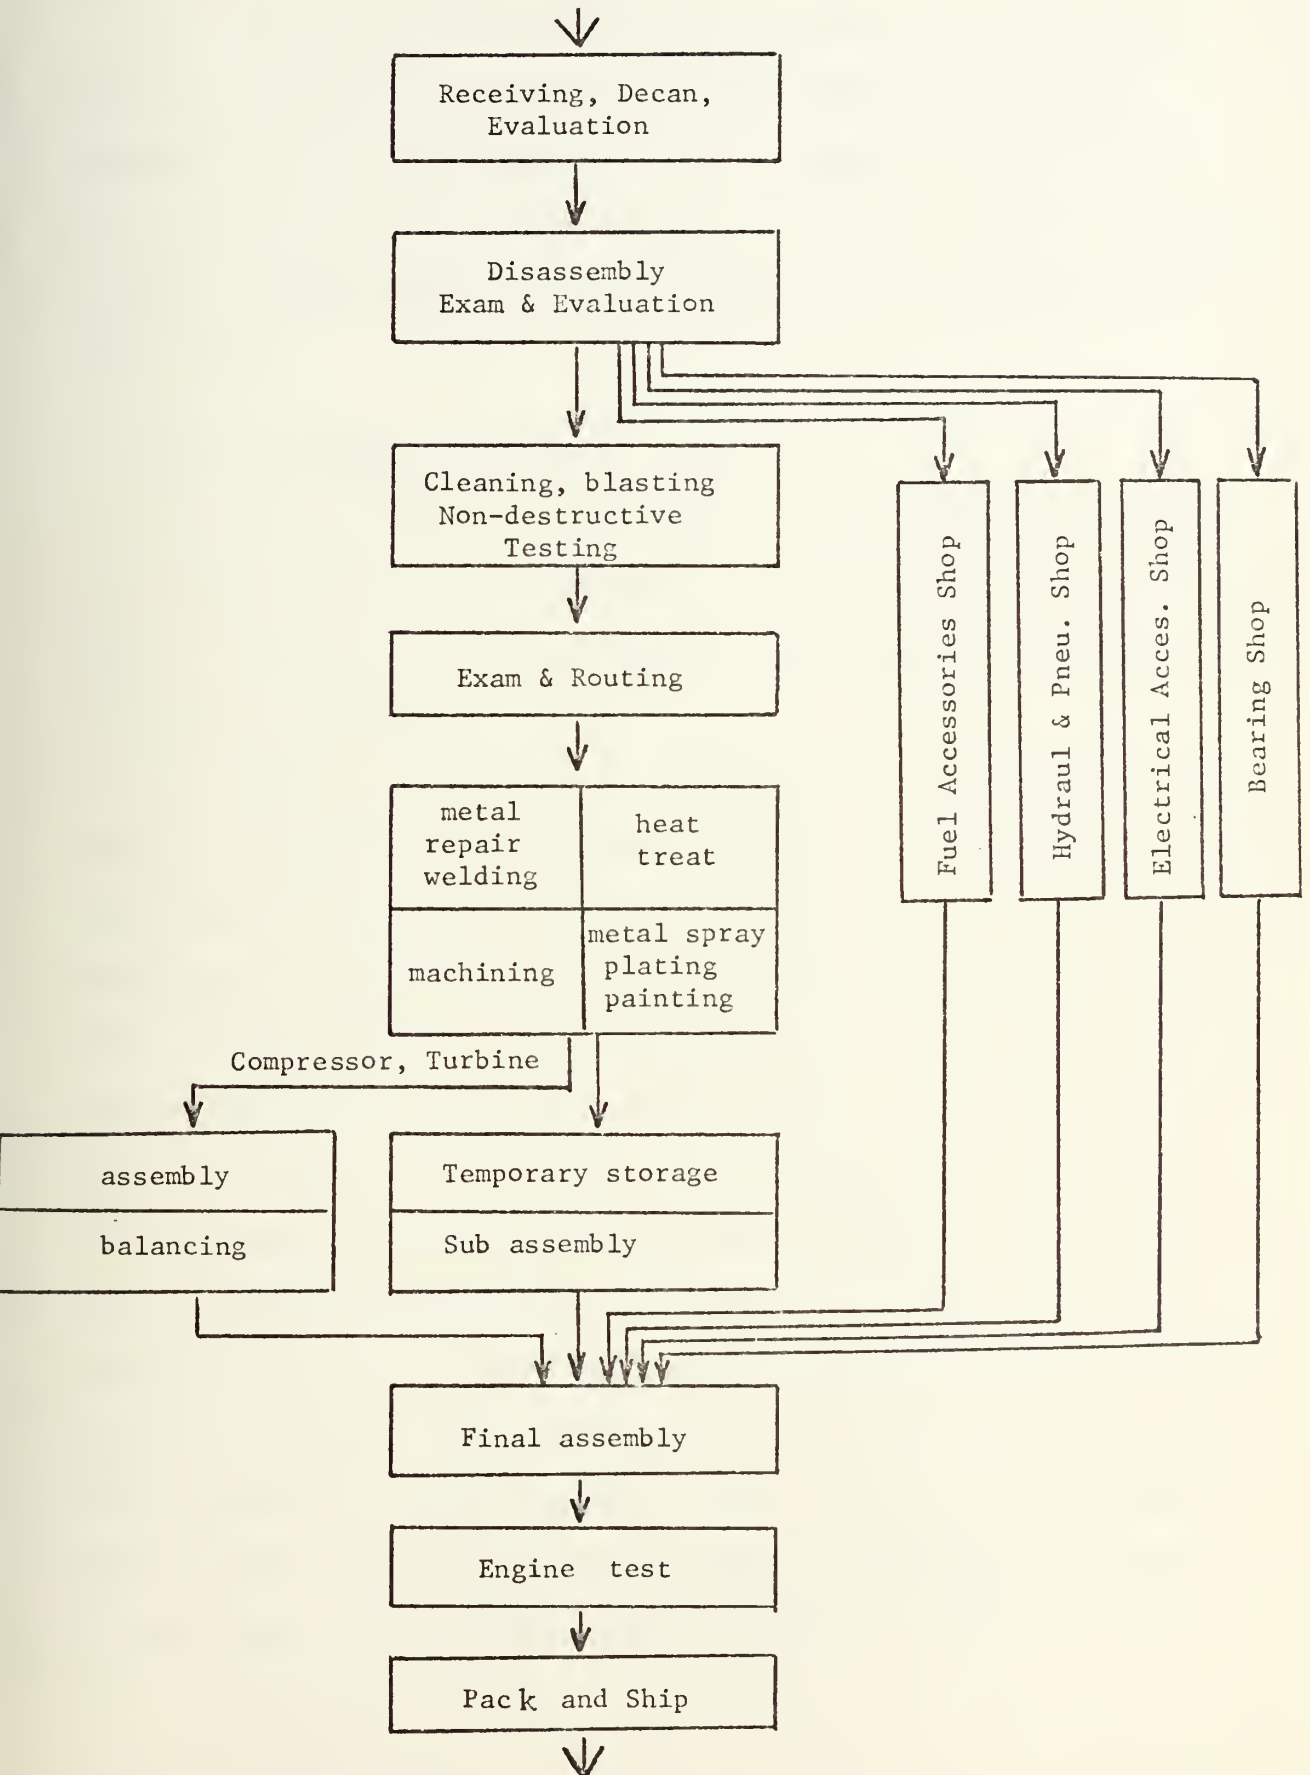 Receiving, Decan,
Evaluation
Disassembly
Exam & Evaluation
Cleaning, blasting
Non-destructive
Testing
Exam & Routing
Fuel Accessories Shop
Hydraul & Pneu. Shop
Electrical Acces. Shop
Bearing Shop
metal
repair
welding
heat
treat
machining
metal spray
plating
painting
Compressor, Turbine
assembly
balancing
Temporary storage
Sub assembly
Final assembly
Engine test
Pack and Ship